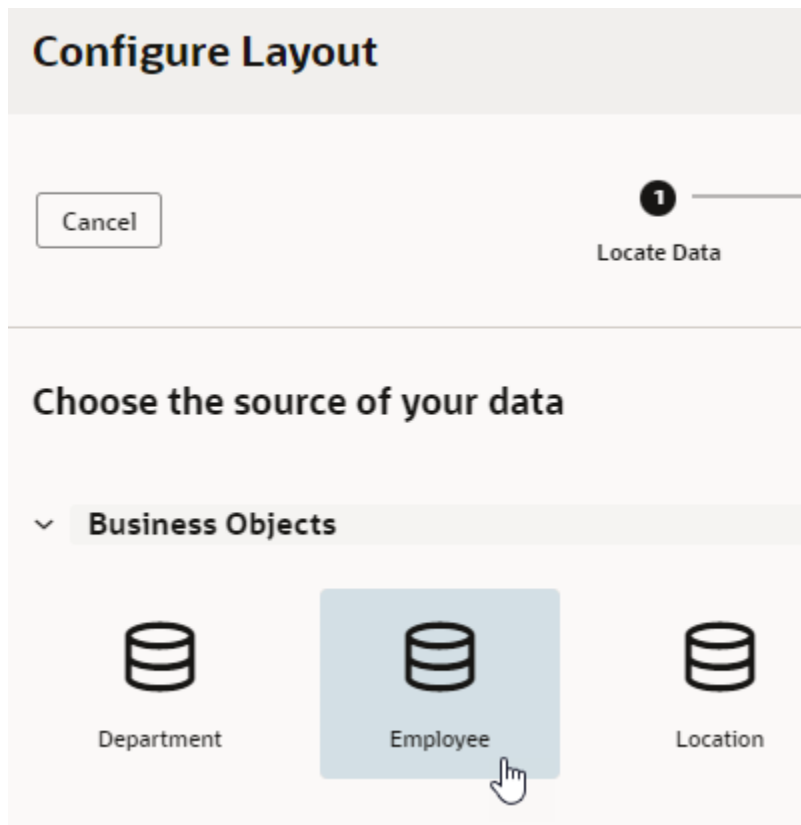 Configure Layout
Cancel
1
Locate Data
Choose the source of your data
Business Objects
Department
Employee
Location